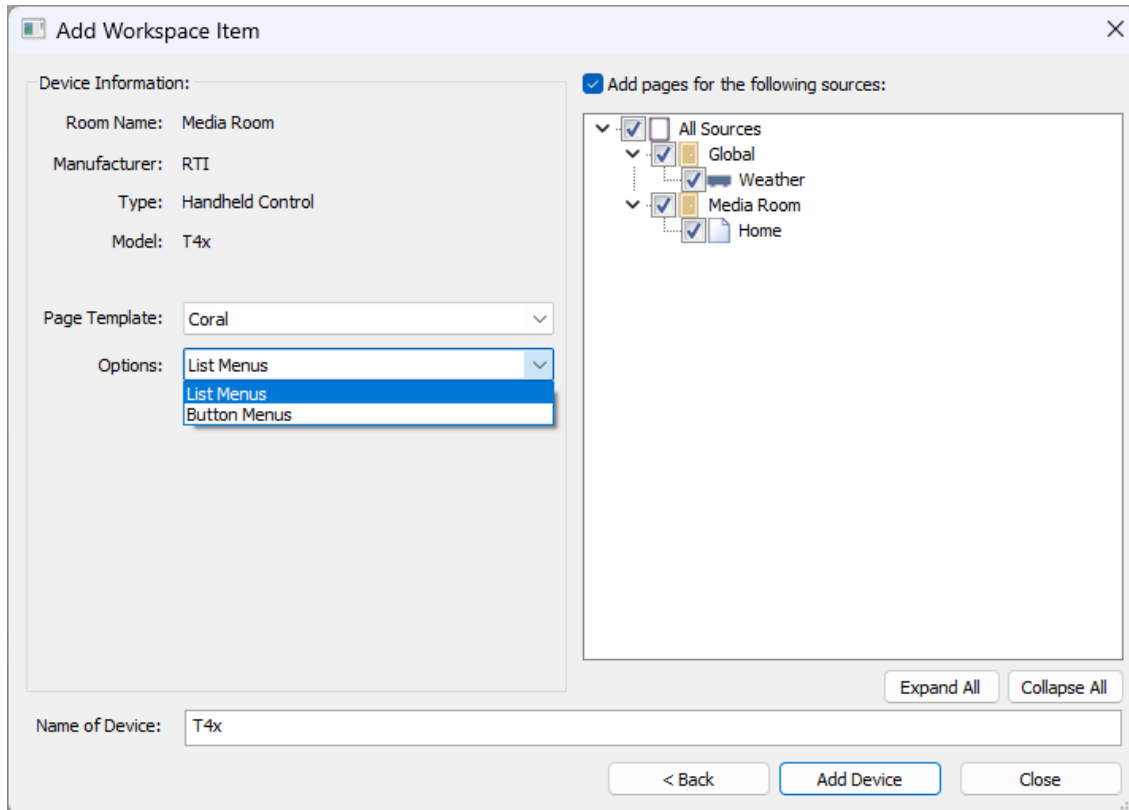 Add Workspace Item
Device Information:
Room Name: Media Room
Manufacturer: RTI
Type: Handheld Control
Model: T4x
Page Template: Coral
Options: List Menus
List Menus
Button Menus
Add pages for the following sources:
All Sources
Global
Weather
Media Room
Home
Expand All
Collapse All
Name of Device: T4x
< Back
Add Device
Close